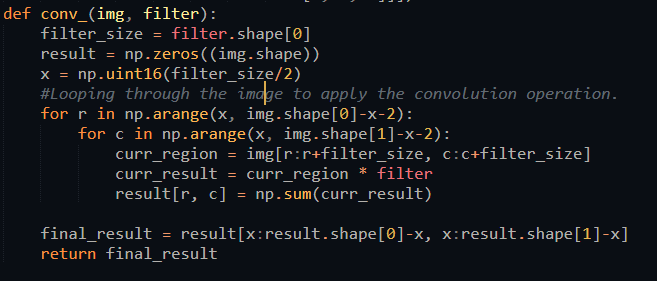 def conv_(img, filter):
    filter_size = filter.shape[0]
    result = np.zeros((img.shape))
    x = np.uint16(filter_size/2)
    #Looping through the image to apply the convolution operation.
    for r in np.arange(x, img.shape[0]-x-2):
        for c in np.arange(x, img.shape[1]-x-2):
            curr_region = img[r:r+filter_size, c:c+filter_size]
            curr_result = curr_region * filter
            result[r, c] = np.sum(curr_result)
    final_result = result[x:result.shape[0]-x, x:result.shape[1]-x]
    return final_result